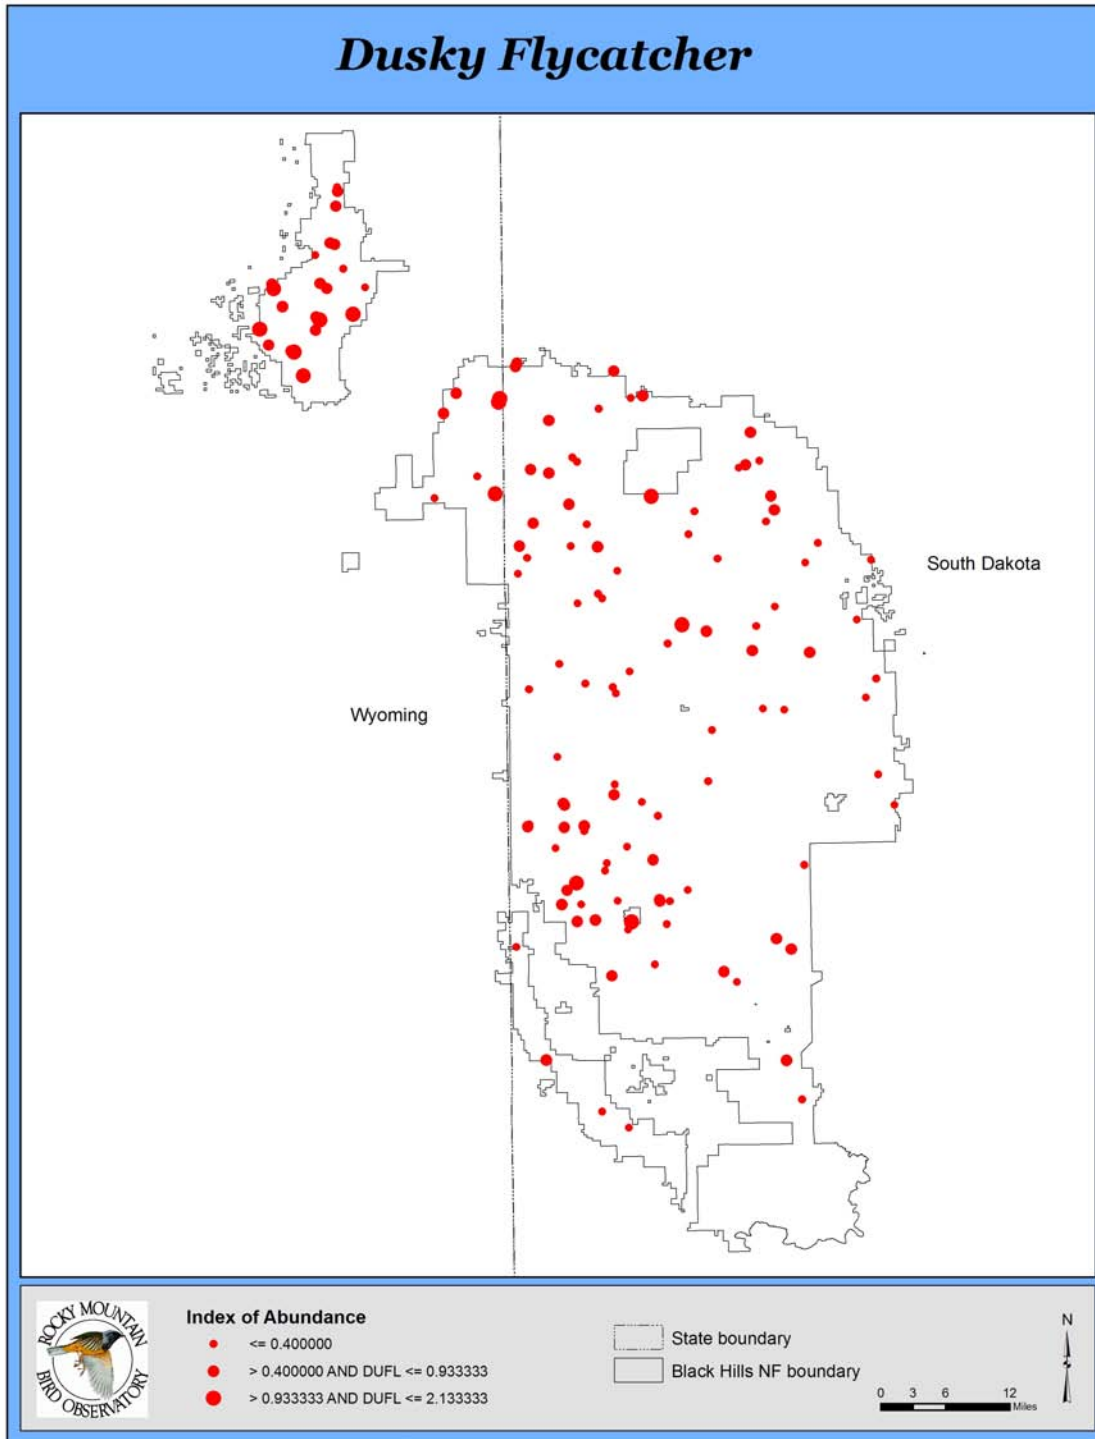 Dusky Flycatcher
South Dakota
Wyoming
ROCKY MOUNTAIN
BIRD OBSERVATORY
Index of Abundance
<= 0.400000
> 0.400000 AND DUFL <= 0.933333
> 0.933333 AND DUFL <= 2.133333
State boundary
Black Hills NF boundary
N
0 3 6 12
Miles